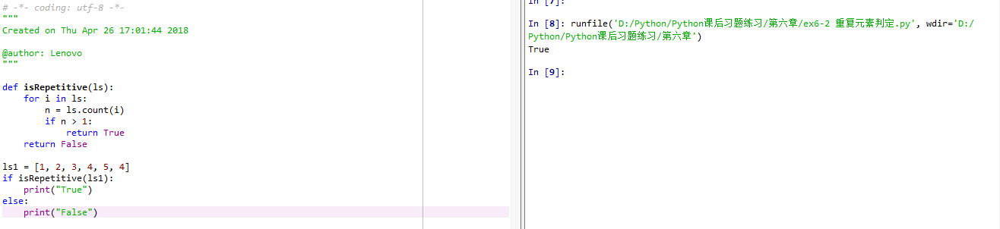 # -*- coding: utf-8 -*-
"""
Created on Thu Apr 26 17:01:44 2018

@author: Lenovo
"""

def isRepetitive(ls):
    for i in ls:
        n = ls.count(i)
        if n > 1:
            return True
    return False

ls1 = [1, 2, 3, 4, 5, 4]
if isRepetitive(ls1):
    print("True")
else:
    print("False")

In [7]:

In [8]: runfile('D:/Python/Python课后习题练习/第六章/ex6-2 重复元素判定.py', wdir='D:/
Python/Python课后习题练习/第六章')
True

In [9]: